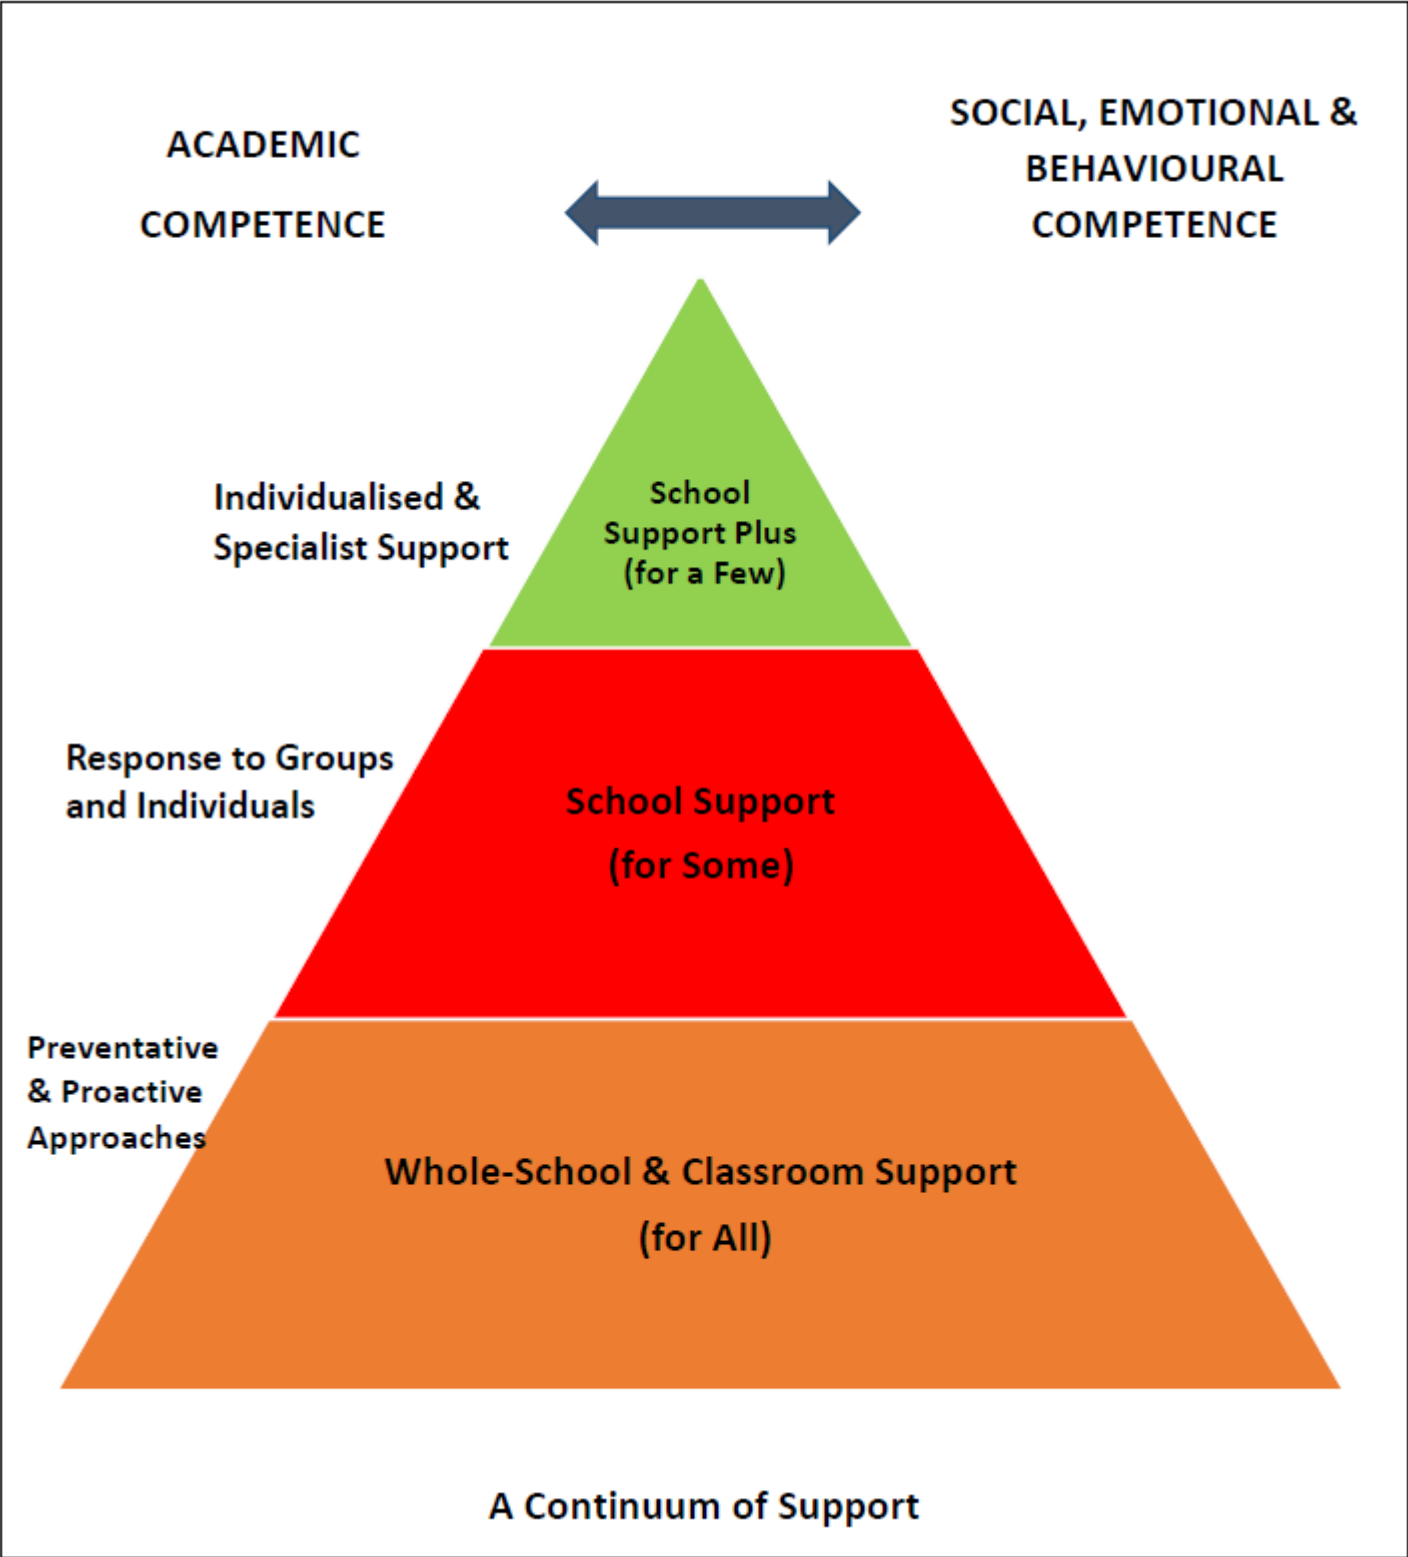 ACADEMIC
COMPETENCE
SOCIAL, EMOTIONAL &
BEHAVIOURAL
COMPETENCE
Individualised &
Specialist Support
School
Support Plus
(for a Few)
Response to Groups
and Individuals
School Support
(for Some)
Preventative
& Proactive
Approaches
Whole-School & Classroom Support
(for All)
A Continuum of Support